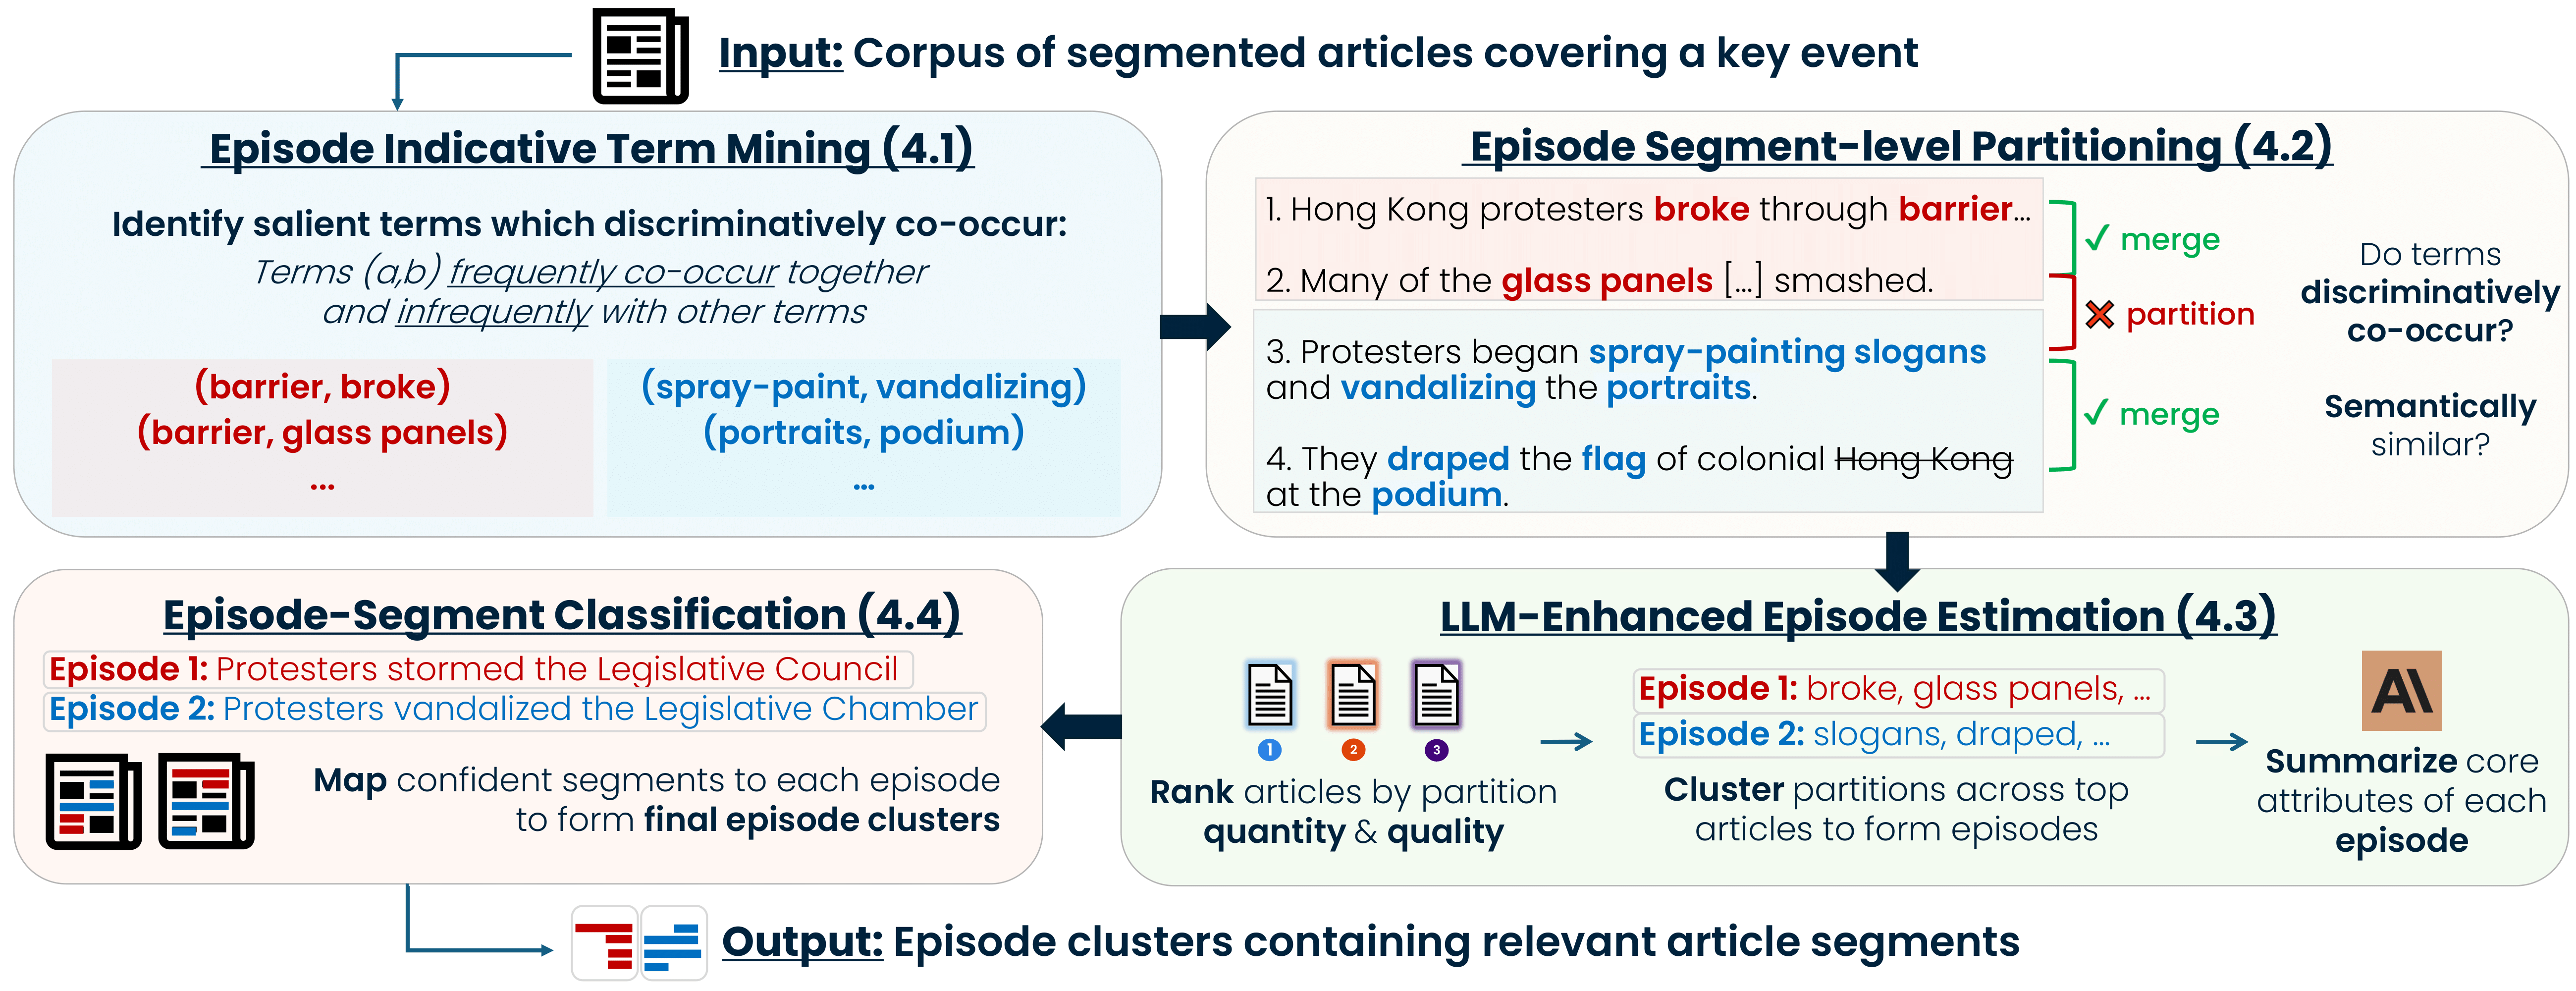 Input: Corpus of segmented articles covering a key event
Episode Indicative Term Mining (4.1)
Identify salient terms which discriminatively co-occur:
Terms (a,b) frequently co-occur together
and infrequently with other terms
(barrier, broke)
(barrier, glass panels)
...
(spray-paint, vandalizing)
(portraits, podium)
...
Episode Segment-level Partitioning (4.2)
1. Hong Kong protesters broke through barrier...
2. Many of the glass panels [...] smashed.
3. Protesters began spray-painting slogans
and vandalizing the portraits.
4. They draped the flag of colonial Hong Kong
at the podium.
✓ merge
✕ partition
✓ merge
Do terms
discriminatively
co-occur?
Semantically
similar?
LLM-Enhanced Episode Estimation (4.3)
1
2
3
Rank articles by partition
quantity & quality
Episode 1: broke, glass panels, ...
Episode 2: slogans, draped, ...
Cluster partitions across top
articles to form episodes
A\
Summarize core
attributes of each
episode
Episode-Segment Classification (4.4)
Episode 1: Protesters stormed the Legislative Council
Episode 2: Protesters vandalized the Legislative Chamber
Map confident segments to each episode
to form final episode clusters
Output: Episode clusters containing relevant article segments